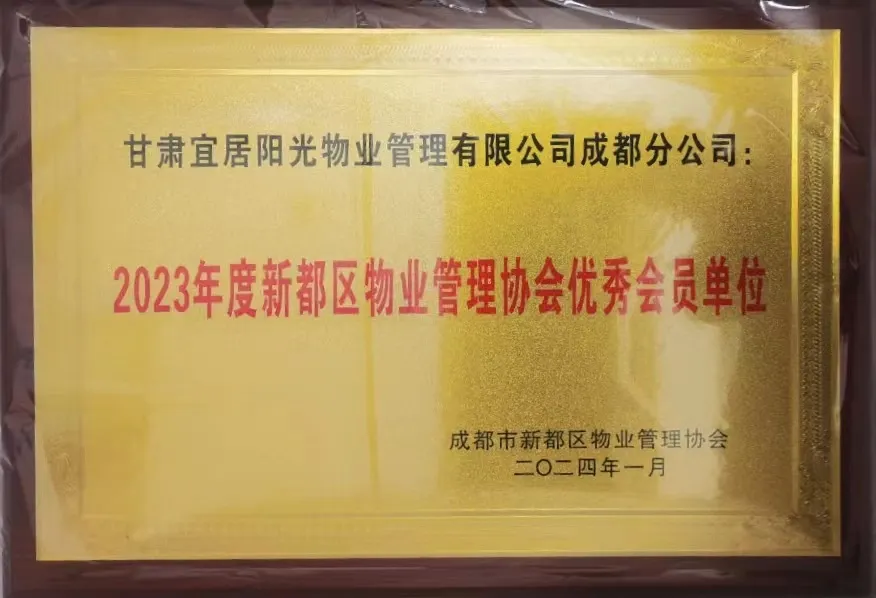 甘肃宜居阳光物业管理有限公司成都分公司：
2023年度新都区物业管理协会优秀会员单位
成都市新都区物业管理协会
二〇二四年一月